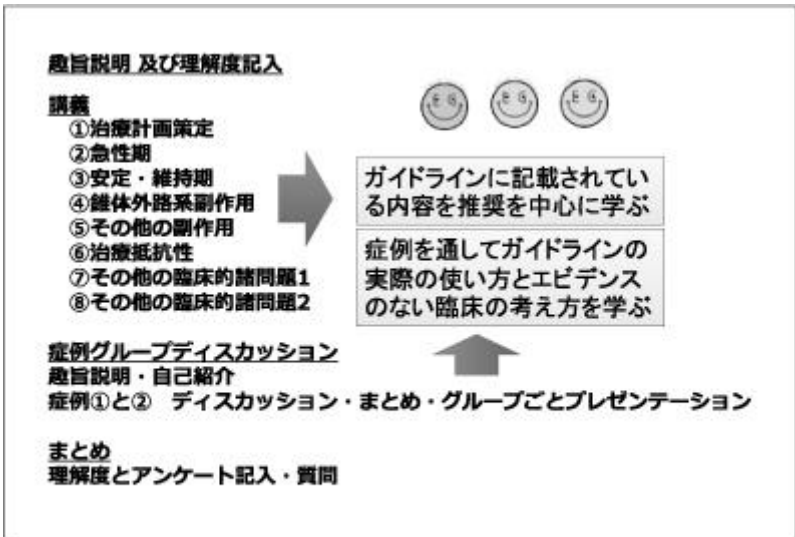 趣旨説明 及び理解度記入
講義
①治療計画策定
②急性期
③安定・維持期
④錐体外路系副作用
⑤その他の副作用
⑥治療抵抗性
⑦その他の臨床的諸問題1
⑧その他の臨床的諸問題2
ガイドラインに記載されてい
る内容を推奨を中心に学ぶ
症例を通してガイドラインの
実際の使い方とエビデンス
のない臨床の考え方を学ぶ
症例グループディスカッション
趣旨説明・自己紹介
症例①と② ディスカッション・まとめ・グループごとプレゼンテーション
まとめ
理解度とアンケート記入・質問